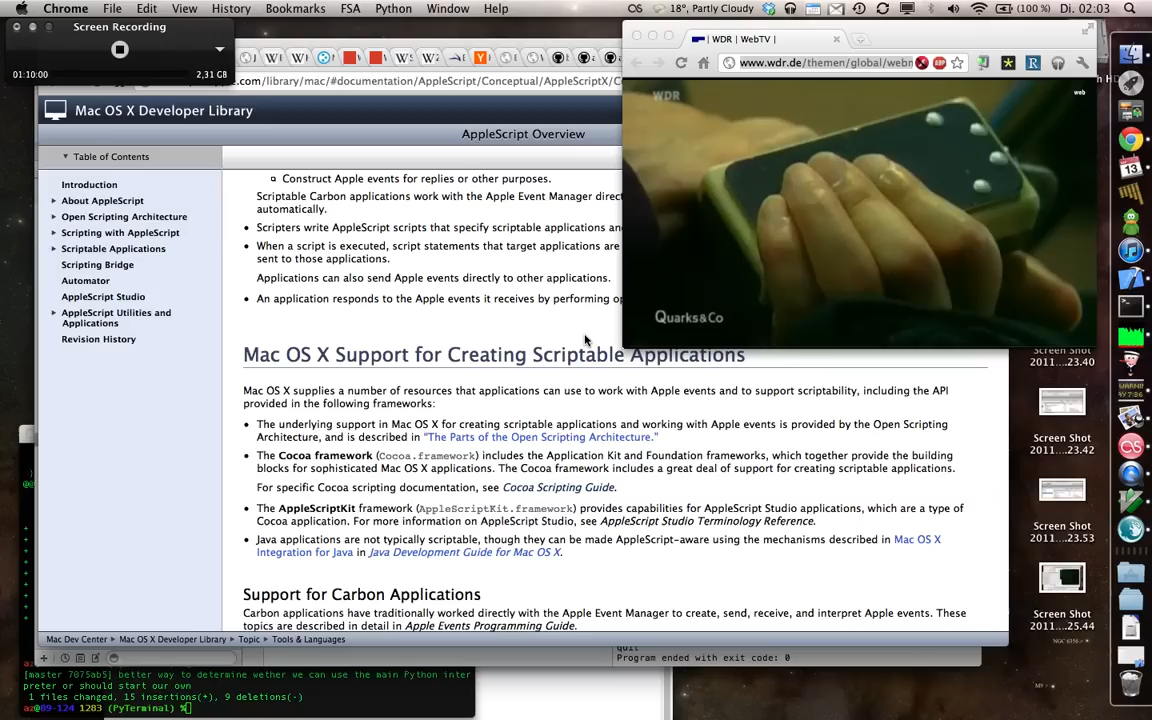 Chrome File Edit View History Bookmarks FSA Python Window Help
18°, Partly Cloudy
(100 %) Di. 02:03
Screen Recording
01:10:00 2,31 GB
.com/library/mac/#documentation/AppleScript/Conceptual/AppleScriptX/C
| WDR | WebTV |
www.wdr.de/themen/global/webm
Mac OS X Developer Library
AppleScript Overview
Table of Contents
Introduction
About AppleScript
Open Scripting Architecture
Scripting with AppleScript
Scriptable Applications
Scripting Bridge
Automator
AppleScript Studio
AppleScript Utilities and
Applications
Revision History
Construct Apple events for replies or other purposes.
Scriptable Carbon applications work with the Apple Event Manager direc
automatically.
Scripters write AppleScript scripts that specify scriptable applications an
When a script is executed, script statements that target applications are
sent to those applications.
Applications can also send Apple events directly to other applications.
An application responds to the Apple events it receives by performing op
WDR
web
Quarks&Co
Mac OS X Support for Creating Scriptable Applications
Mac OS X supplies a number of resources that applications can use to work with Apple events and to support scriptability, including the API
provided in the following frameworks:
The underlying support in Mac OS X for creating scriptable applications and working with Apple events is provided by the Open Scripting
Architecture, and is described in "The Parts of the Open Scripting Architecture."
The Cocoa framework (Cocoa.framework) includes the Application Kit and Foundation frameworks, which together provide the building
blocks for sophisticated Mac OS X applications. The Cocoa framework includes a great deal of support for creating scriptable applications.
For specific Cocoa scripting documentation, see Cocoa Scripting Guide.
The AppleScriptKit framework (AppleScriptKit.framework) provides capabilities for AppleScript Studio applications, which are a type of
Cocoa application. For more information on AppleScript Studio, see AppleScript Studio Terminology Reference.
Java applications are not typically scriptable, though they can be made AppleScript-aware using the mechanisms described in Mac OS X
Integration for Java in Java Development Guide for Mac OS X.
Support for Carbon Applications
Carbon applications have traditionally worked directly with the Apple Event Manager to create, send, receive, and interpret Apple events. These
topics are described in detail in Apple Events Programming Guide.
Mac Dev Center Mac OS X Developer Library Topic Tools & Languages
quit
Program ended with exit code: 0
[master 7075ab5] better way to determine wether we can use the main Python inter
preter or should start our own
1 files changed, 15 insertions(+), 9 deletions(-)
az@89-124 1283 (PyTerminal) %
Screen Shot
2011....23.40
Screen Shot
2011....23.42
Screen Shot
2011....23.53
Screen Shot
2011....25.44